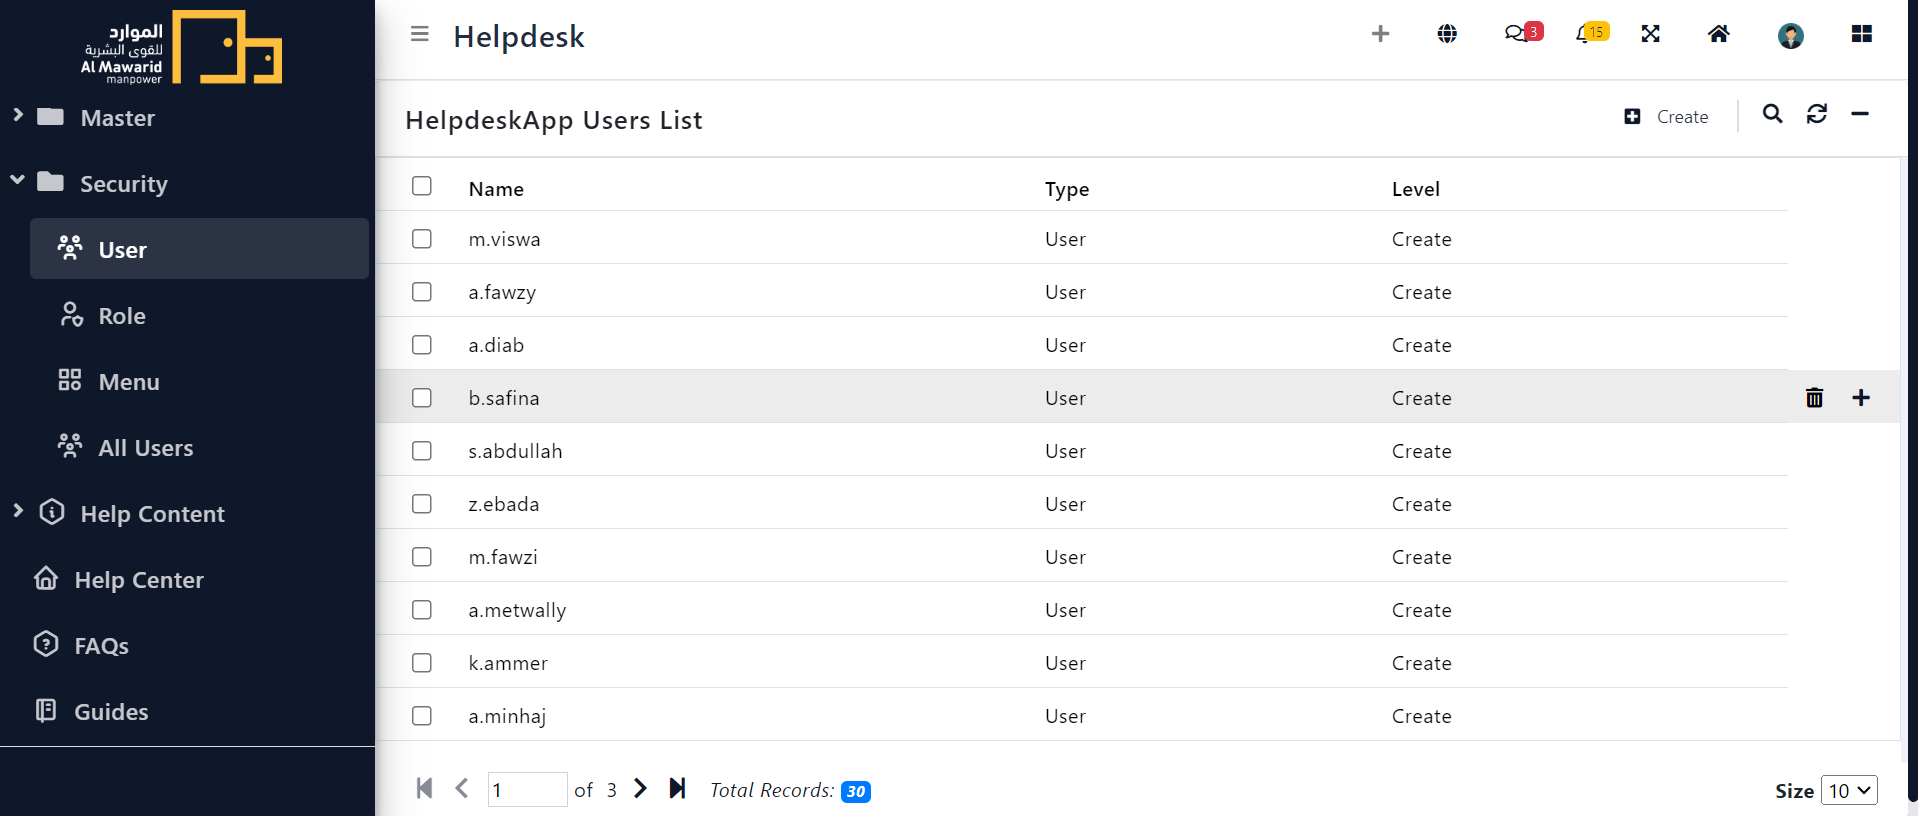 الموارد
للقوى البشرية
Al Mawarid
manpower
Master
Security
User
Role
Menu
All Users
Help Content
Help Center
FAQs
Guides
Helpdesk
3
15
HelpdeskApp Users List
Create
Name Type Level
m.viswa User Create
a.fawzy User Create
a.diab User Create
b.safina User Create
s.abdullah User Create
z.ebada User Create
m.fawzi User Create
a.metwally User Create
k.ammer User Create
a.minhaj User Create
1 of 3 Total Records: 30 Size 10